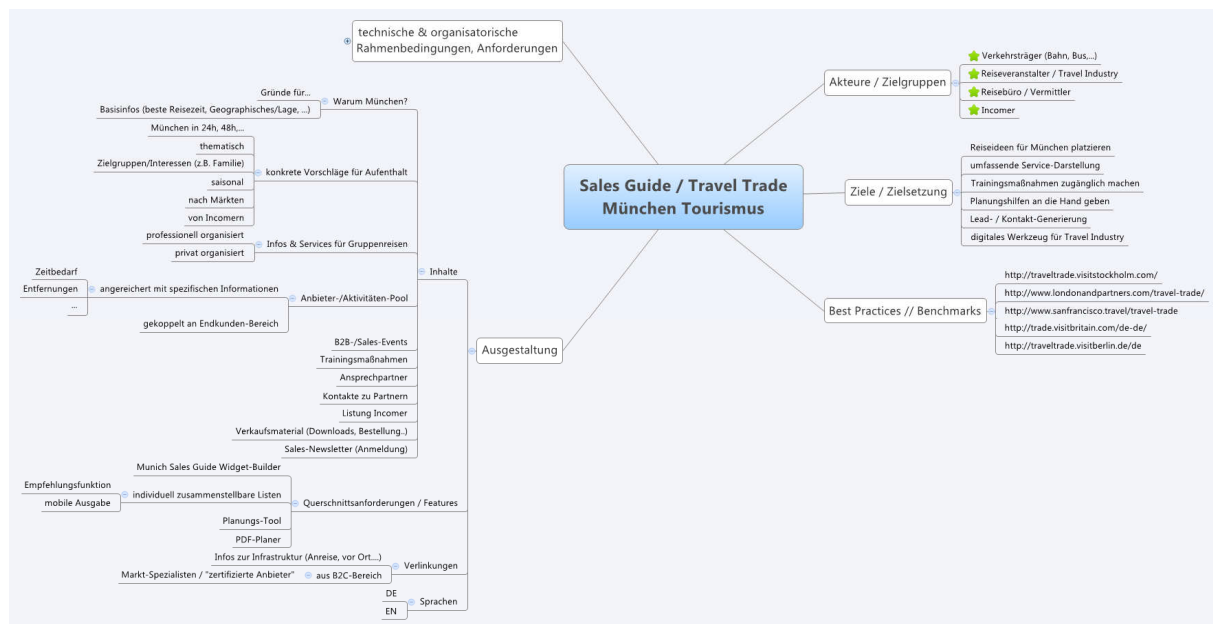 technische & organisatorische
Rahmenbedingungen, Anforderungen
Sales Guide / Travel Trade
München Tourismus
Akteure / Zielgruppen
Verkehrsträger (Bahn, Bus,...)
Reiseveranstalter / Travel Industry
Reisebüro / Vermittler
Incomer
Ziele / Zielsetzung
Reiseideen für München platzieren
umfassende Service-Darstellung
Trainingsmaßnahmen zugänglich machen
Planungshilfen an die Hand geben
Lead- / Kontakt-Generierung
digitales Werkzeug für Travel Industry
Best Practices // Benchmarks
http://traveltrade.visitstockholm.com/
http://www.londonandpartners.com/travel-trade/
http://www.sanfrancisco.travel/travel-trade
http://trade.visitbritain.com/de-de/
http://traveltrade.visitberlin.de/de
Ausgestaltung
Inhalte
Warum München?
Gründe für...
Basisinfos (beste Reisezeit, Geographisches/Lage, ...)
konkrete Vorschläge für Aufenthalt
München in 24h, 48h,...
thematisch
Zielgruppen/Interessen (z.B. Familie)
saisonal
nach Märkten
von Incomern
Infos & Services für Gruppenreisen
professionell organisiert
privat organisiert
Anbieter-/Aktivitäten-Pool
angereichert mit spezifischen Informationen
Zeitbedarf
Entfernungen
...
gekoppelt an Endkunden-Bereich
B2B-/Sales-Events
Trainingsmaßnahmen
Ansprechpartner
Kontakte zu Partnern
Listung Incomer
Verkaufsmaterial (Downloads, Bestellung..)
Sales-Newsletter (Anmeldung)
Querschnittsanforderungen / Features
Munich Sales Guide Widget-Builder
individuell zusammenstellbare Listen
Empfehlungsfunktion
mobile Ausgabe
Planungs-Tool
PDF-Planer
Verlinkungen
Infos zur Infrastruktur (Anreise, vor Ort....)
aus B2C-Bereich
Markt-Spezialisten / "zertifizierte Anbieter"
Sprachen
DE
EN